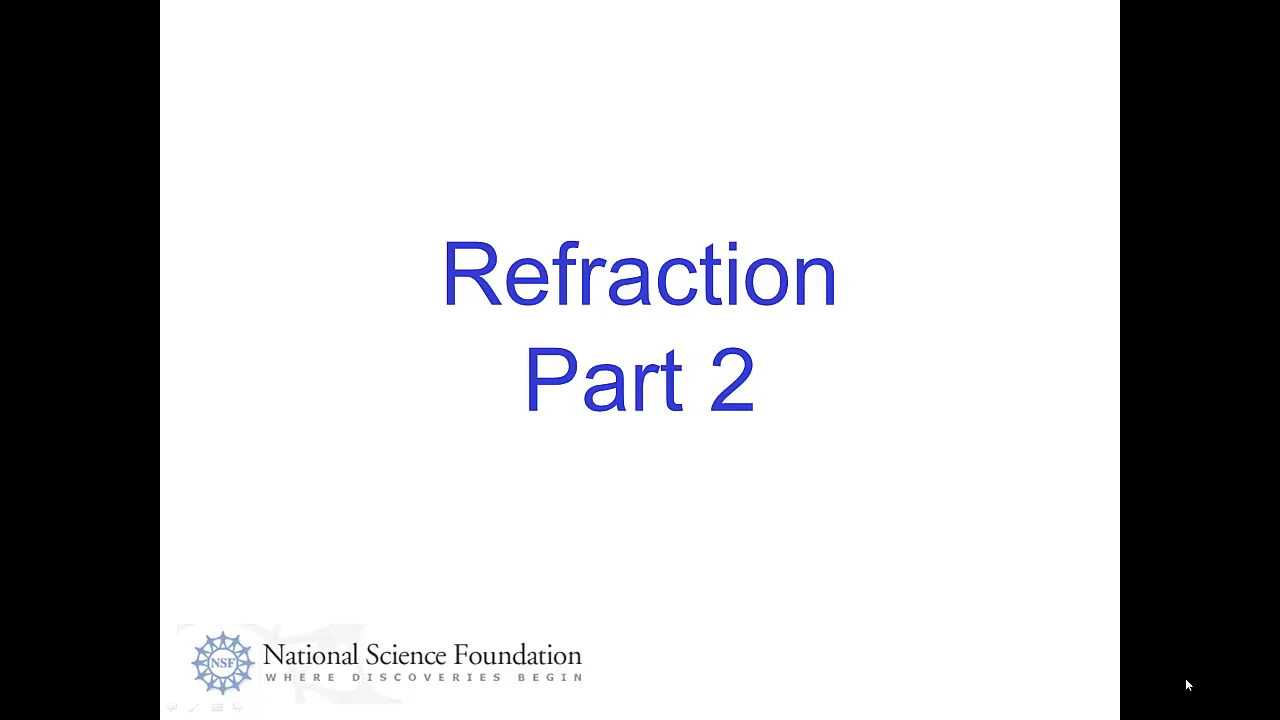 Refraction
Part 2
NSF
National Science Foundation
WHERE DISCOVERIES BEGIN